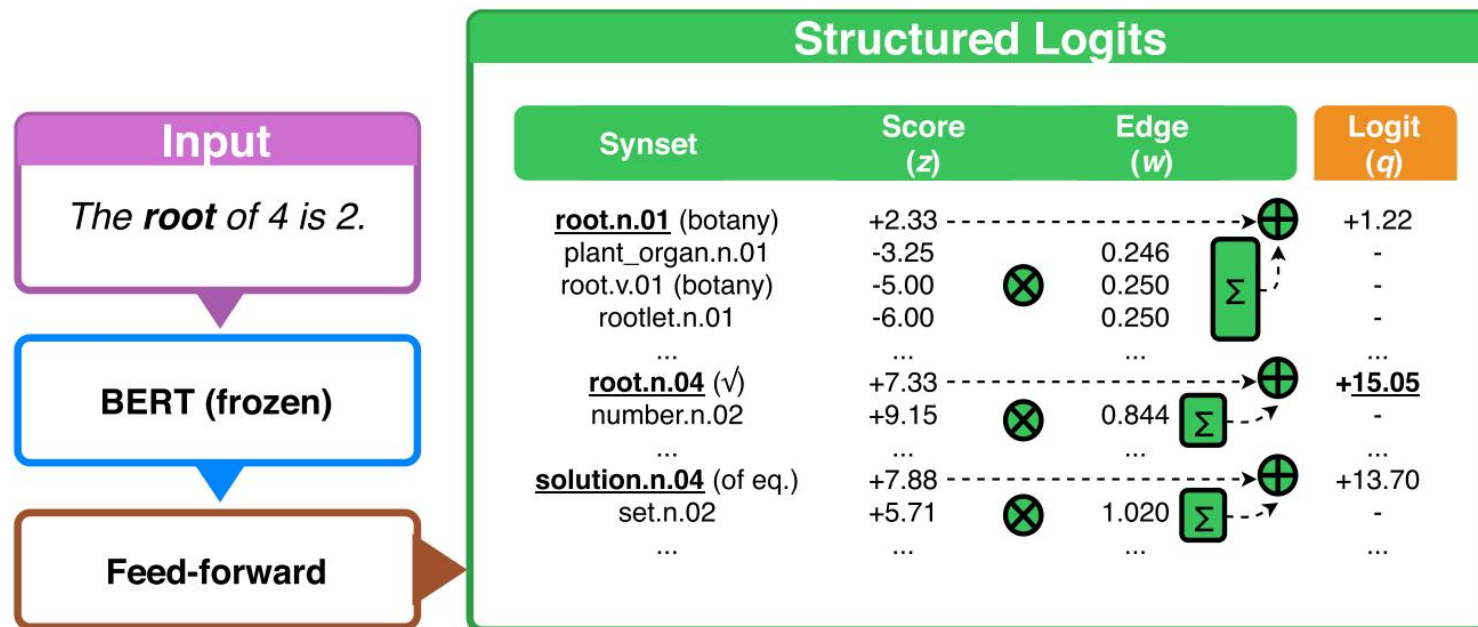 Structured Logits
Input
The root of 4 is 2.
BERT (frozen)
Feed-forward
Synset Score (z) Edge (w) Logit (q)
root.n.01 (botany) +2.33 +1.22
plant_organ.n.01 -3.25 0.246 -
root.v.01 (botany) -5.00 0.250 -
rootlet.n.01 -6.00 0.250 -
Σ
... ... ... ...
root.n.04 (√) +7.33 +15.05
number.n.02 +9.15 0.844 Σ -
... ... ... ...
solution.n.04 (of eq.) +7.88 +13.70
set.n.02 +5.71 1.020 Σ -
... ... ... ...